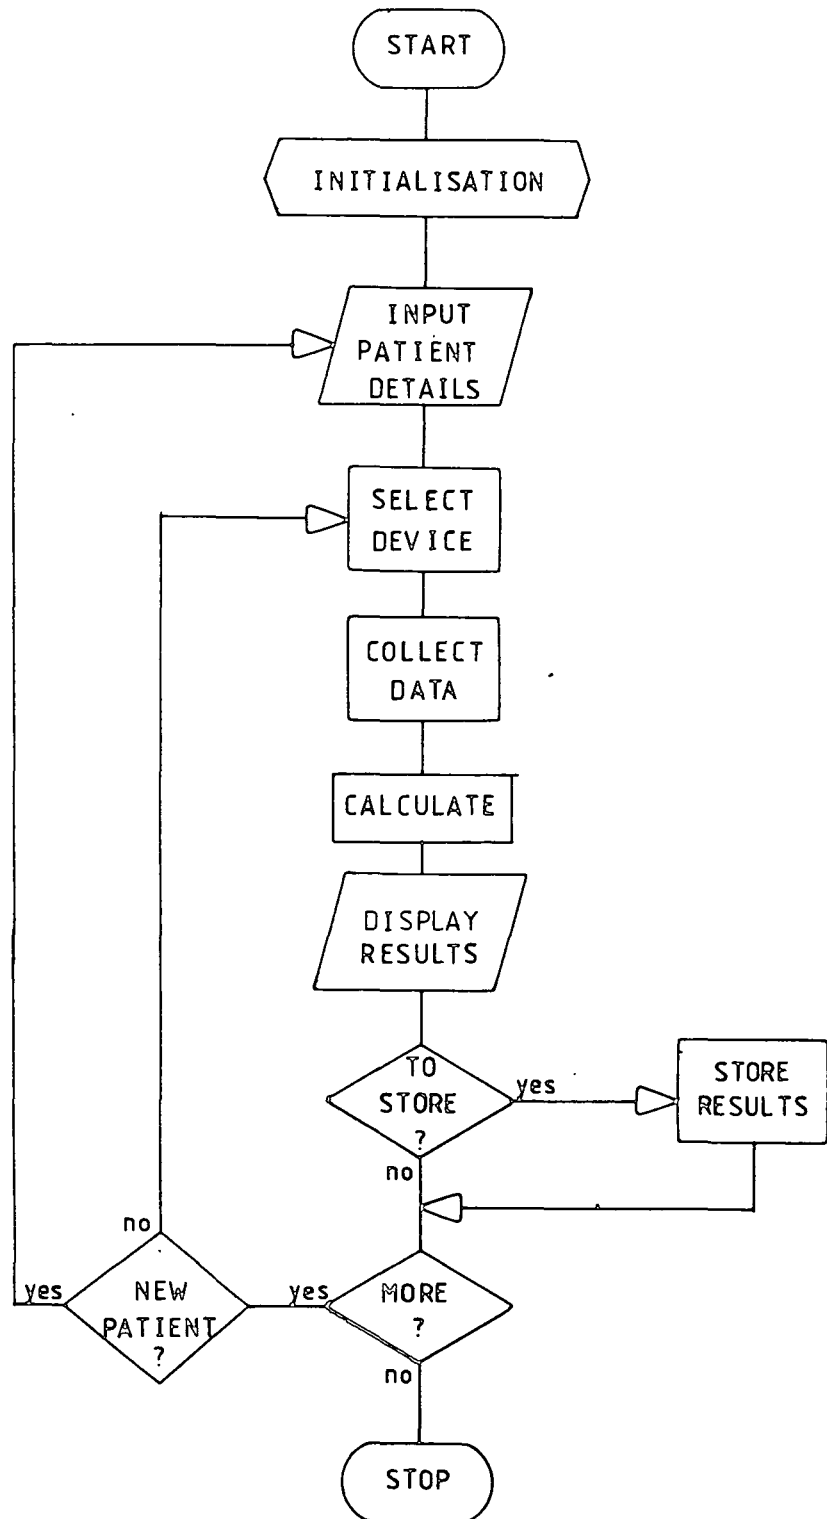 START
INITIALISATION
INPUT
PATIENT
DETAILS
SELECT
DEVICE
COLLECT
DATA
CALCULATE
DISPLAY
RESULTS
TO
STORE
?
yes
STORE
RESULTS
no
MORE
?
yes
no
NEW
PATIENT
?
no
yes
STOP